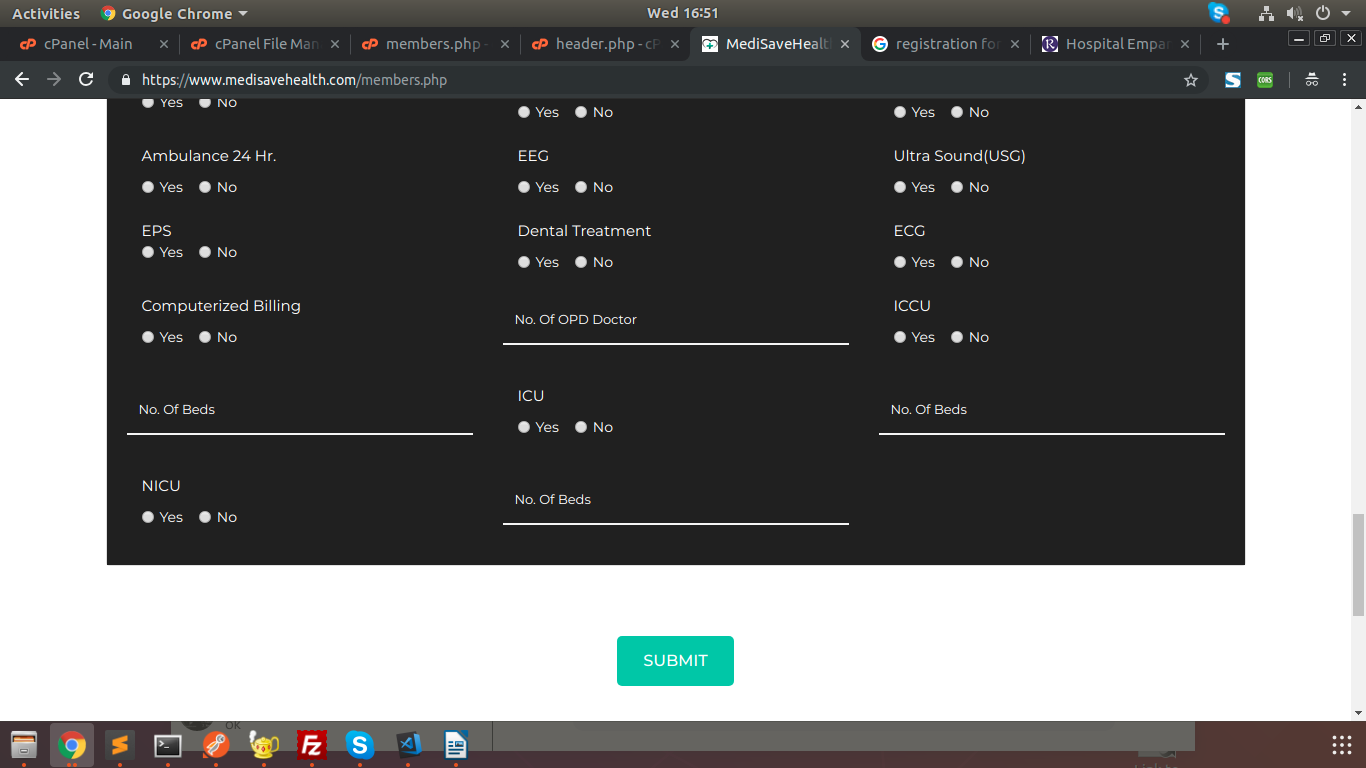 Activities Google Chrome Wed 16:51
cPanel - Main cPanel File Man members.php - header.php - cP MediSaveHealt registration for Hospital Empan
https://www.medisavehealth.com/members.php CORS
Yes No Yes No Yes No
Ambulance 24 Hr. EEG Ultra Sound(USG)
Yes No Yes No Yes No
EPS Dental Treatment ECG
Yes No Yes No Yes No
Computerized Billing No. Of OPD Doctor ICCU
Yes No Yes No
No. Of Beds ICU No. Of Beds
Yes No
NICU No. Of Beds
Yes No
SUBMIT
OK